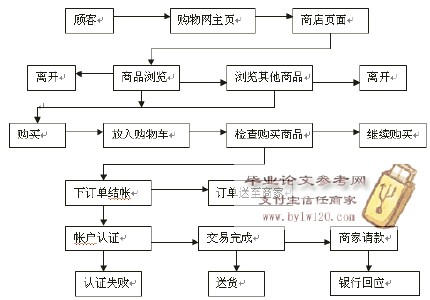 顾客 购物网主页 商店页面
离开 商品浏览 浏览其他商品 离开
购买 放入购物车 检查购买商品 继续购买
下订单结帐 订单送至商家
毕业论文参考网
支付生信任商家
www.bylw120.com
帐户认证 交易完成 商家请款
认证失败 送货 银行回应